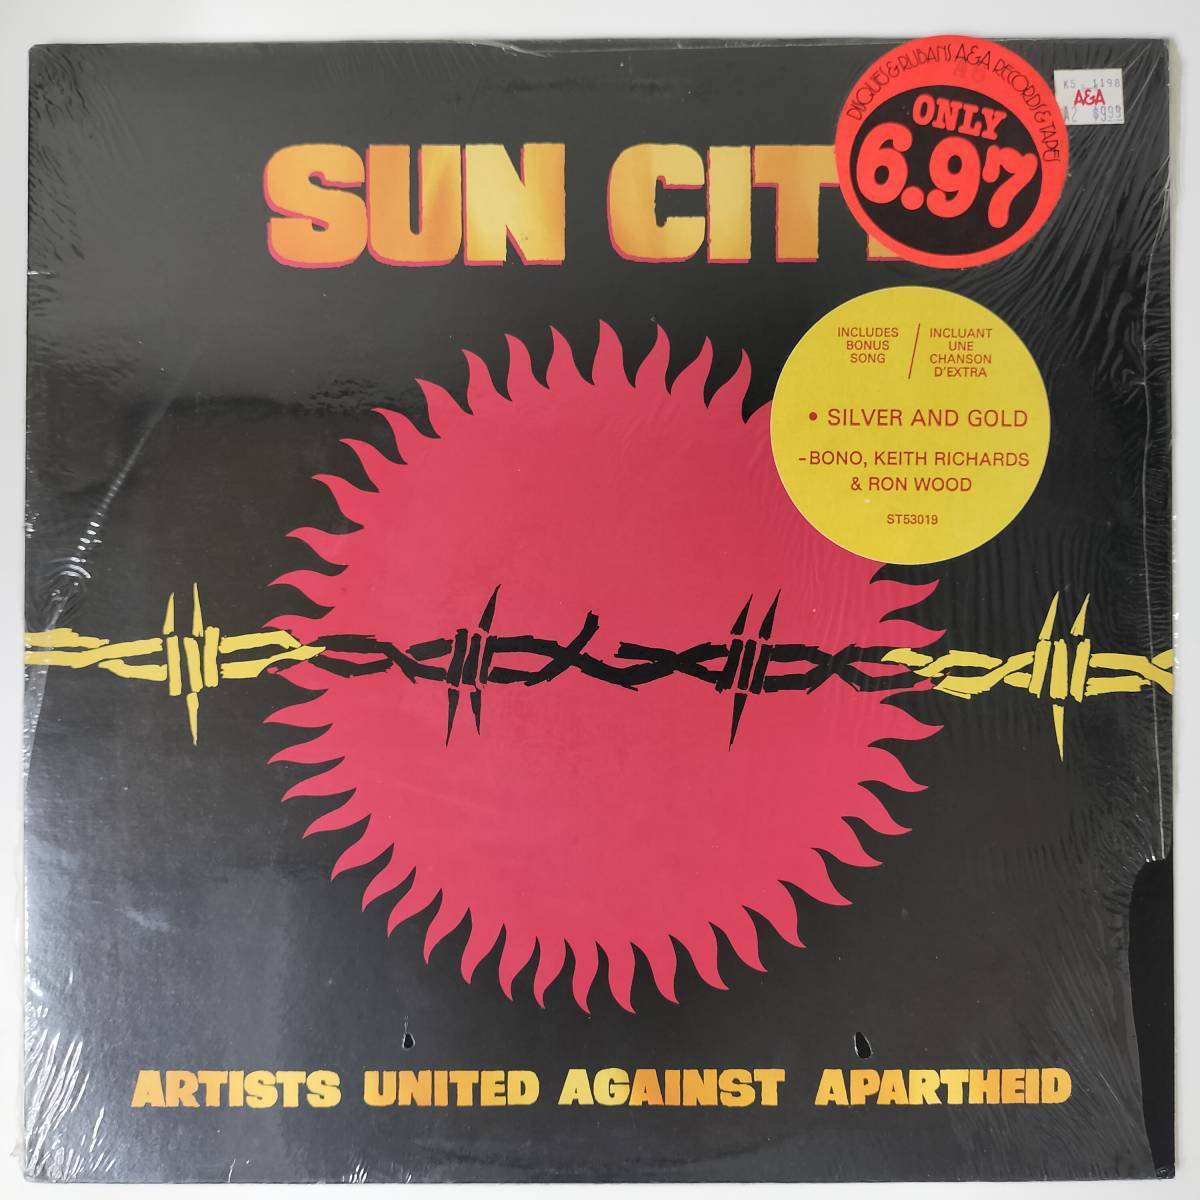 DISQUES & RUBANS A&A RECORDS & TAPES
ONLY
6.97
K5 1198
A&A
A2 $999
SUN CIT
INCLUDES
BONUS
SONG
/
INCLUANT
UNE
CHANSON
D'EXTRA
• SILVER AND GOLD
-BONO, KEITH RICHARDS
& RON WOOD
ST53019
ARTISTS UNITED AGAINST APARTHEID